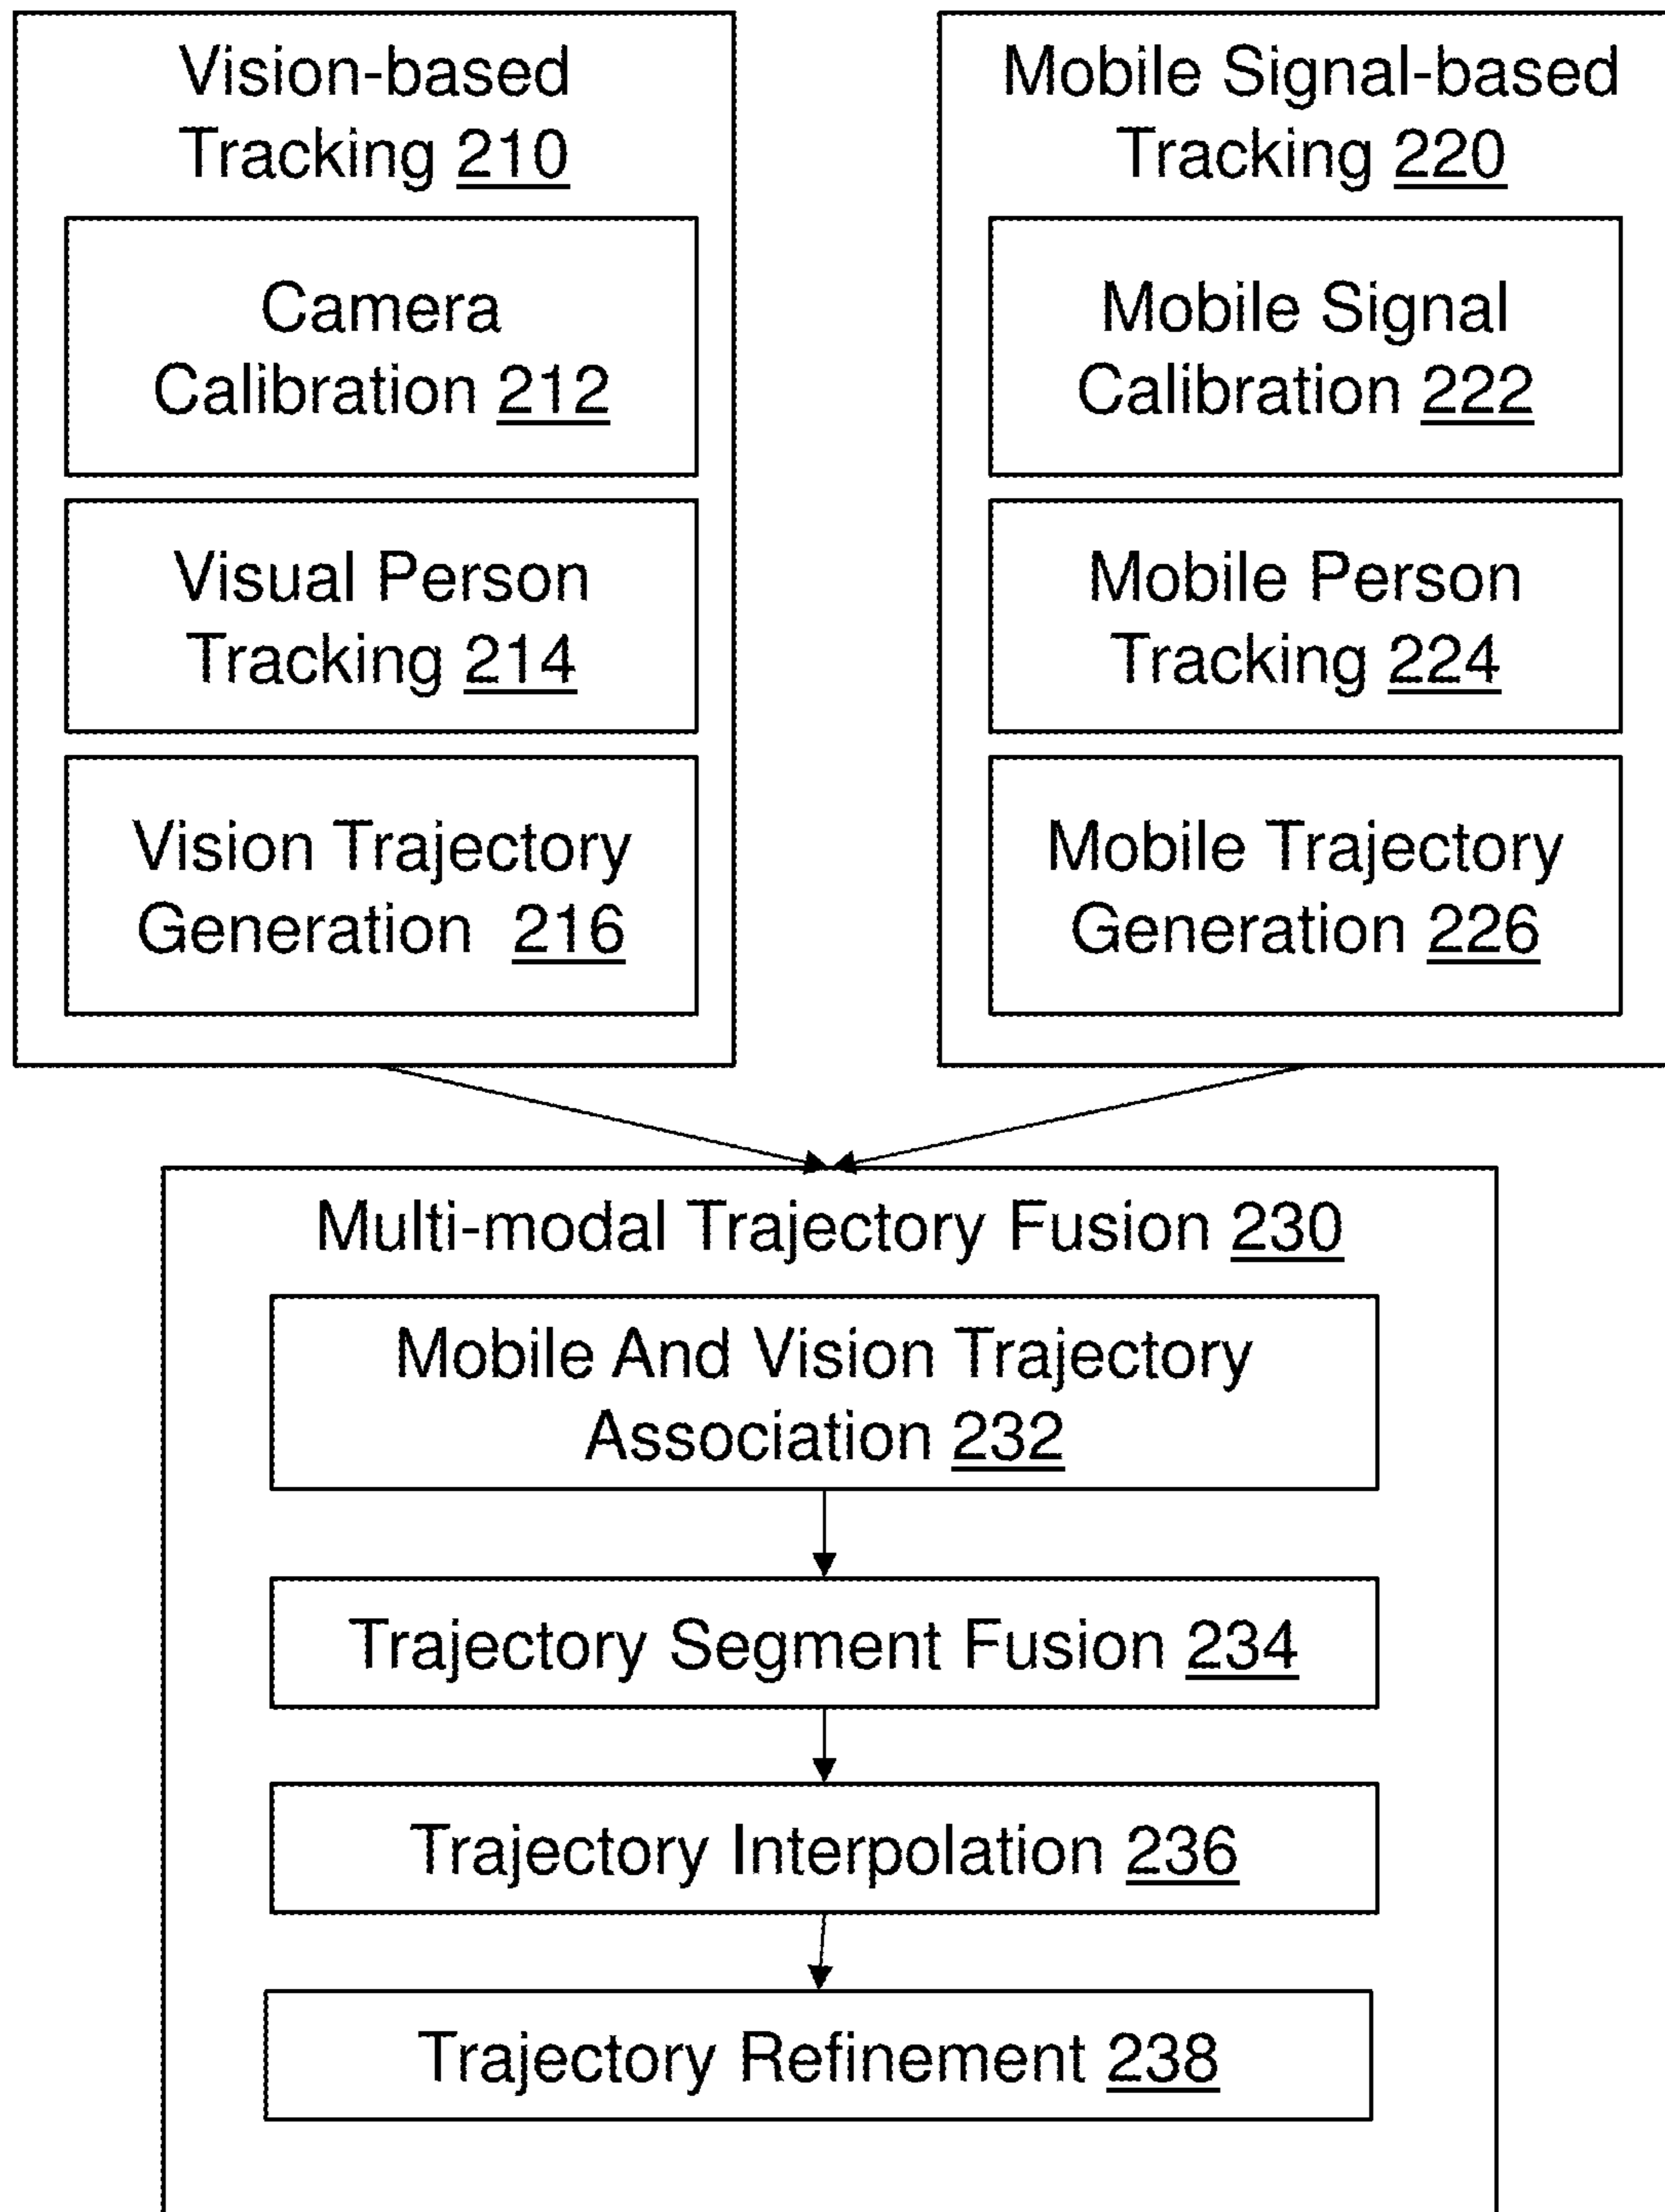 Vision-based
Tracking 210
Camera
Calibration 212
Visual Person
Tracking 214
Vision Trajectory
Generation 216
Mobile Signal-based
Tracking 220
Mobile Signal
Calibration 222
Mobile Person
Tracking 224
Mobile Trajectory
Generation 226
Multi-modal Trajectory Fusion 230
Mobile And Vision Trajectory
Association 232
Trajectory Segment Fusion 234
Trajectory Interpolation 236
Trajectory Refinement 238